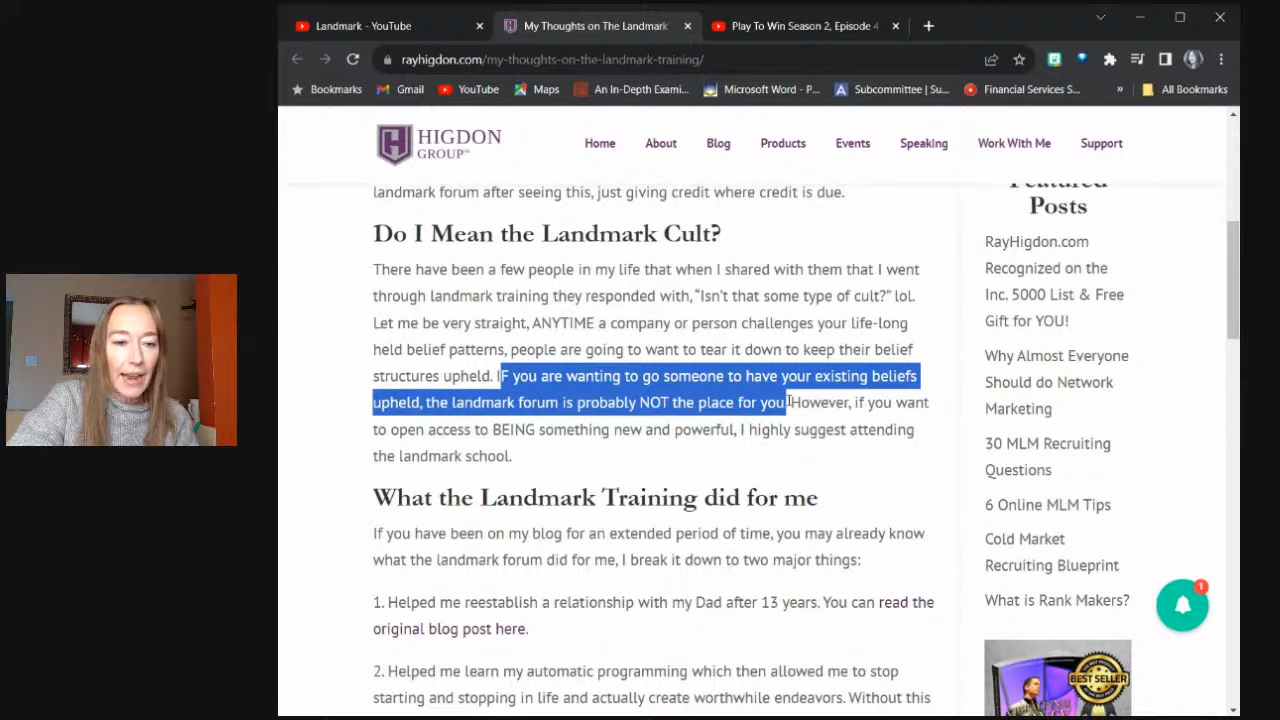 Landmark - YouTube
My Thoughts on The Landmark
Play To Win Season 2, Episode 4
rayhigdon.com/my-thoughts-on-the-landmark-training/
Bookmarks
Gmail
YouTube
Maps
An In-Depth Exami...
Microsoft Word - P...
Subcommittee | Su...
Financial Services S...
»
All Bookmarks
HIGDON
GROUP™
Home
About
Blog
Products
Events
Speaking
Work With Me
Support
landmark forum after seeing this, just giving credit where credit is due.
Do I Mean the Landmark Cult?
There have been a few people in my life that when I shared with them that I went
through landmark training they responded with, “Isn’t that some type of cult?” lol.
Let me be very straight, ANYTIME a company or person challenges your life-long
held belief patterns, people are going to want to tear it down to keep their belief
structures upheld. IF you are wanting to go someone to have your existing beliefs
upheld, the landmark forum is probably NOT the place for you. However, if you want
to open access to BEING something new and powerful, I highly suggest attending
the landmark school.
What the Landmark Training did for me
If you have been on my blog for an extended period of time, you may already know
what the landmark forum did for me, I break it down to two major things:
1. Helped me reestablish a relationship with my Dad after 13 years. You can read the
original blog post here.
2. Helped me learn my automatic programming which then allowed me to stop
starting and stopping in life and actually create worthwhile endeavors. Without this
Featured
Posts
RayHigdon.com
Recognized on the
Inc. 5000 List & Free
Gift for YOU!
Why Almost Everyone
Should do Network
Marketing
30 MLM Recruiting
Questions
6 Online MLM Tips
Cold Market
Recruiting Blueprint
What is Rank Makers?
1
BEST SELLER